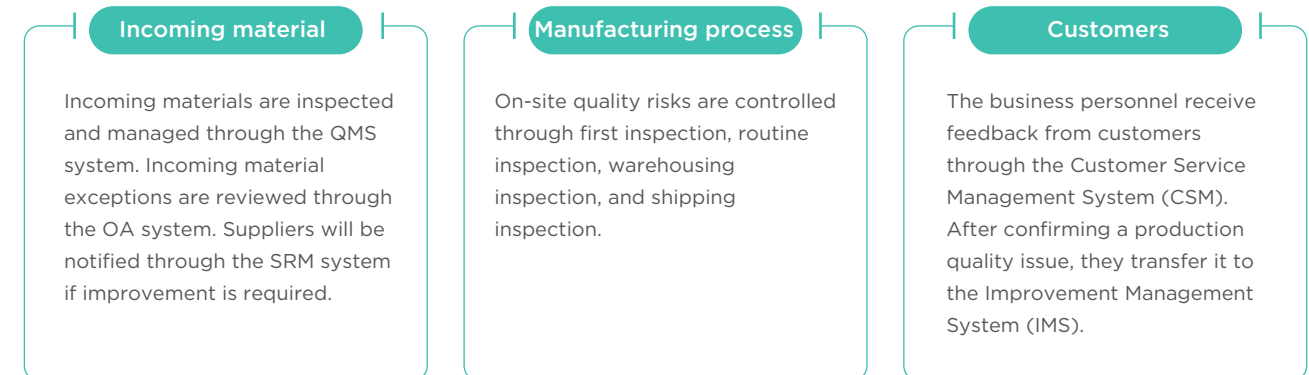 Incoming material
Incoming materials are inspected
and managed through the QMS
system. Incoming material
exceptions are reviewed through
the OA system. Suppliers will be
notified through the SRM system
if improvement is required.
Manufacturing process
On-site quality risks are controlled
through first inspection, routine
inspection, warehousing
inspection, and shipping
inspection.
Customers
The business personnel receive
feedback from customers
through the Customer Service
Management System (CSM).
After confirming a production
quality issue, they transfer it to
the Improvement Management
System (IMS).